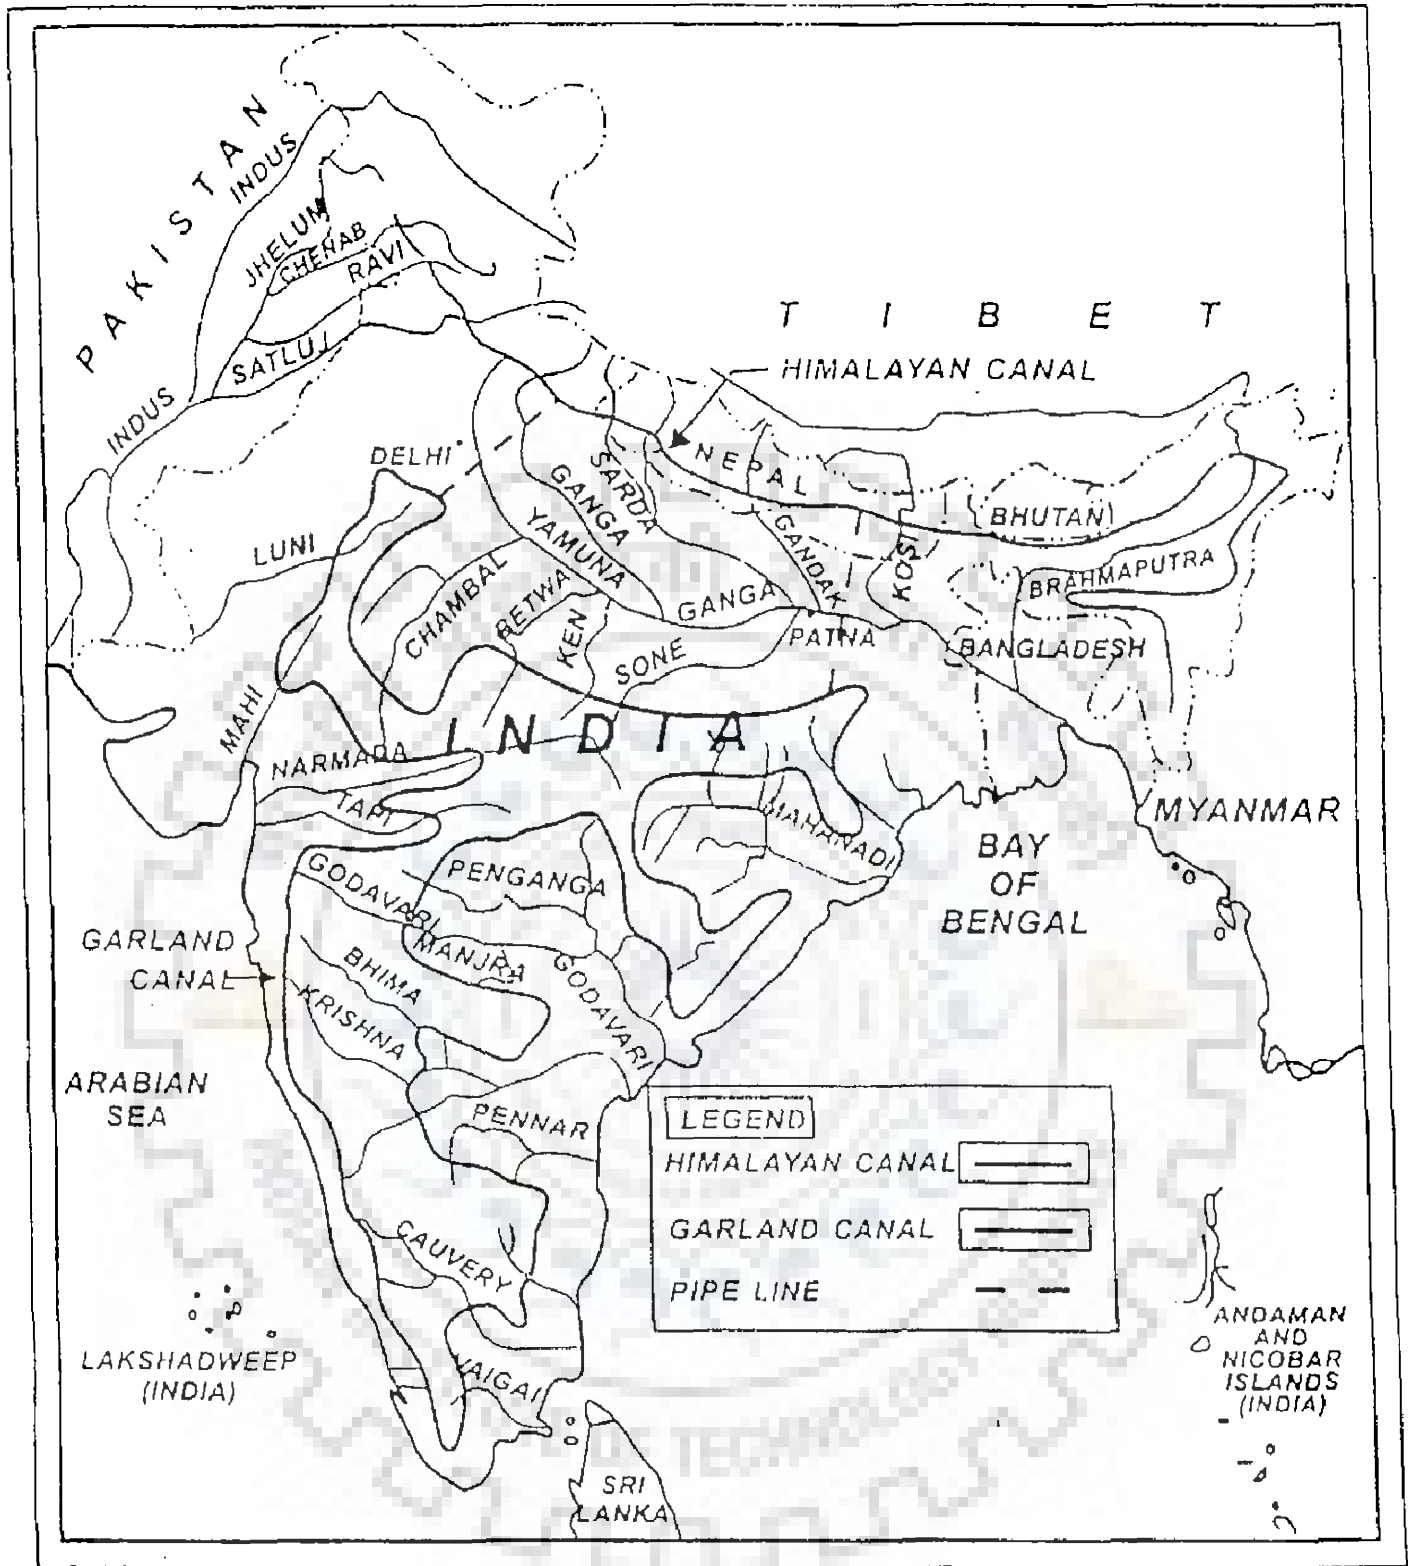 PAKISTAN
INDUS
JHELUM
CHENAB
RAVI
SATLUJ
INDUS
TIBET
HIMALAYAN CANAL
DELHI
NEPAL
SARDA
GANGA
YAMUNA
GANDAK
KOSI
BHUTAN
BRAHMAPUTRA
LUNI
CHAMBAL
BETWA
KEN
GANGA
SONE
PATNA
BANGLADESH
MAHI
INDIA
NARMADA
TAPI
MAHANADI
MYANMAR
BAY
OF
BENGAL
GODAVARI
PENGANGA
MANJRA
GODAVARI
GARLAND
CANAL
BHIMA
KRISHNA
ARABIAN
SEA
PENNAR
LEGEND
HIMALAYAN CANAL
GARLAND CANAL
PIPE LINE
CAUVERY
VAIGAI
LAKSHADWEEP
(INDIA)
ANDAMAN
AND
NICOBAR
ISLANDS
(INDIA)
SRI
LANKA
TECHNOLOGY